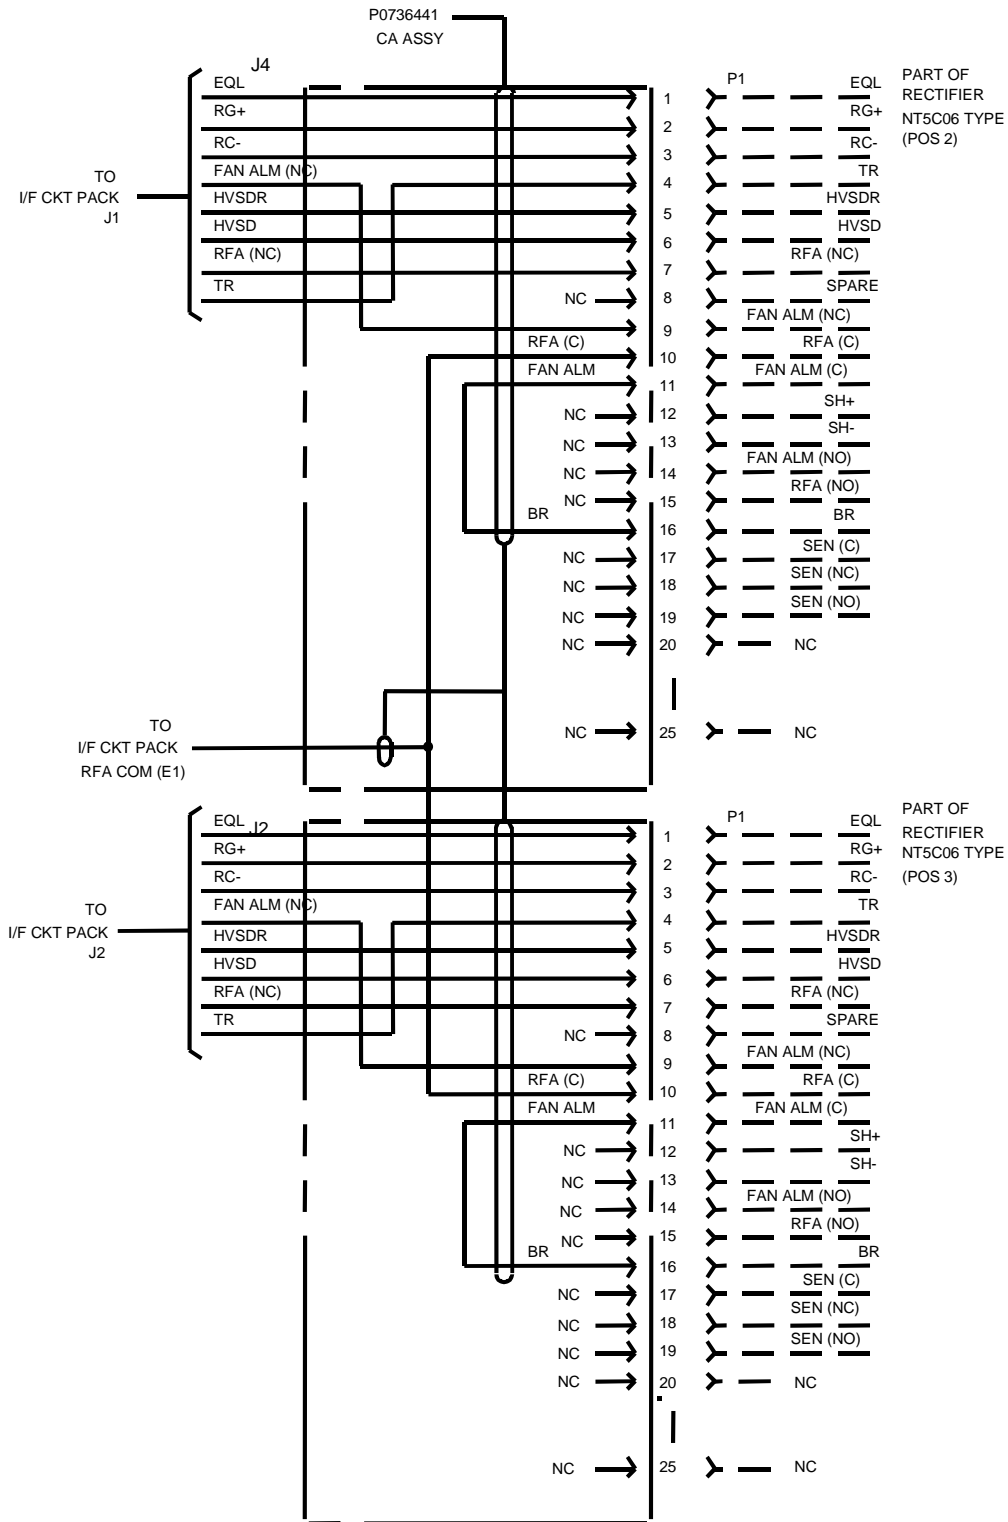 P0736441
CA ASSY
J4
P1
PART OF
RECTIFIER
NT5C06 TYPE
(POS 2)
TO
I/F CKT PACK
J1
EQL 1 EQL
RG+ 2 RG+
RC- 3 RC-
FAN ALM (NC) 4 TR
HVSDR 5 HVSDR
HVSD 6 HVSD
RFA (NC) 7 RFA (NC)
TR NC 8 SPARE
9 FAN ALM (NC)
RFA (C) 10 RFA (C)
FAN ALM 11 FAN ALM (C)
NC 12 SH+
NC 13 SH-
NC 14 FAN ALM (NO)
NC 15 RFA (NO)
BR 16 BR
NC 17 SEN (C)
NC 18 SEN (NC)
NC 19 SEN (NO)
NC 20 NC
NC 25 NC
TO
I/F CKT PACK
RFA COM (E1)
J2
P1
PART OF
RECTIFIER
NT5C06 TYPE
(POS 3)
TO
I/F CKT PACK
J2
EQL 1 EQL
RG+ 2 RG+
RC- 3 RC-
FAN ALM (NC) 4 TR
HVSDR 5 HVSDR
HVSD 6 HVSD
RFA (NC) 7 RFA (NC)
TR NC 8 SPARE
9 FAN ALM (NC)
RFA (C) 10 RFA (C)
FAN ALM 11 FAN ALM (C)
NC 12 SH+
NC 13 SH-
NC 14 FAN ALM (NO)
NC 15 RFA (NO)
BR 16 BR
NC 17 SEN (C)
NC 18 SEN (NC)
NC 19 SEN (NO)
NC 20 NC
NC 25 NC